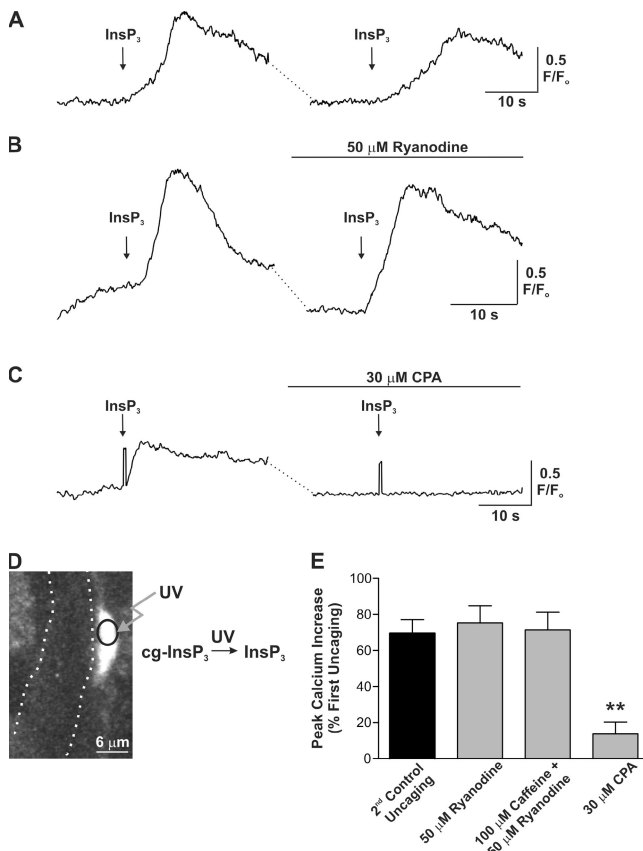 A
InsP3
InsP3
0.5
F/Fo
10 s
B
50 μM Ryanodine
InsP3
InsP3
0.5
F/Fo
10 s
C
30 μM CPA
InsP3
InsP3
0.5
F/Fo
10 s
D
UV
cg-InsP3 UV→ InsP3
6 μm
E
Peak Calcium Increase
(% First Uncaging)
100
80
60
40
20
0
**
2nd Control
Uncaging
50 μM Ryanodine
100 μM Caffeine +
50 μM Ryanodine
30 μM CPA